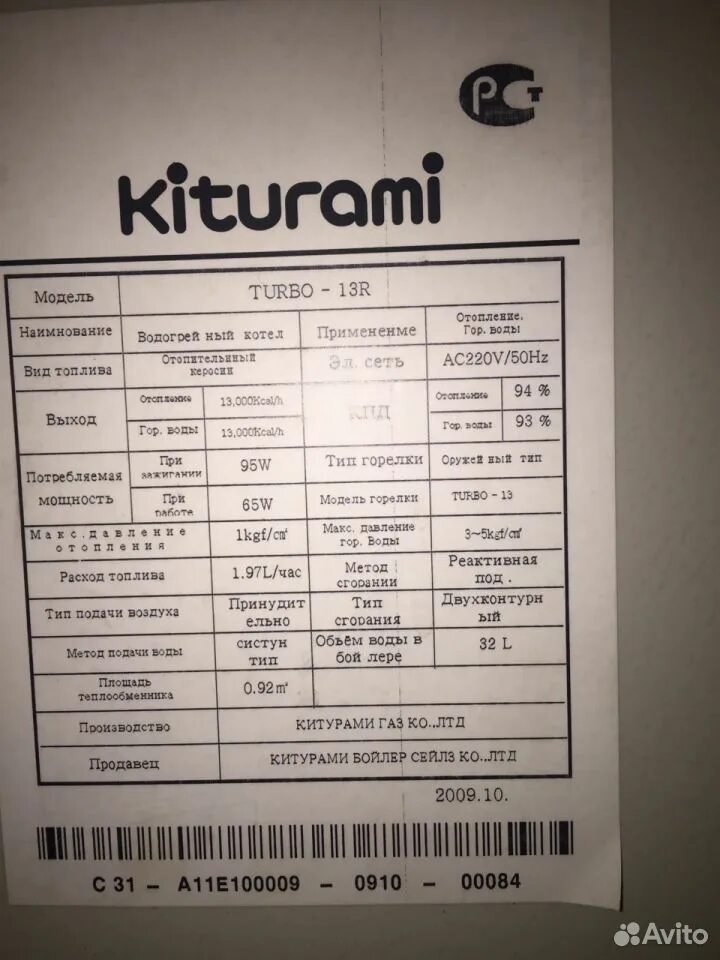 РСТ
Kiturami
Модель TURBO - 13R
Наимнование Водогрей ный котел Примененме Отопление.
Гор. воды
Вид топлива Отопительиный
керосин Эл. сеть AC220V/50Hz
Выход Отопление 13,000Kcal/h КПД Отопление 94 %
Гор. воды 13,000Kcal/h Гор. воды 93 %
Потребляемая
мощность При
зажигании 95W Тип горелки Оружей ный тип
При
работе 65W Модель горелки TURBO - 13
Макс.давление
отопления 1kgf/㎠ Макс. давление
гор. Воды 3~5kgf/㎠
Расход топлива 1.97L/час Метод
сгорании Реактивная
под .
Тип подачи воздуха Принудит
ельно Тип
сгорания Двухконтурн
ый
Метод подачи воды систун
тип Объём воды в
бой лере 32 L
Площадь
теплообменника 0.92㎡
Производство КИТУРАМИ ГАЗ КО..ЛТД
Продавец КИТУРАМИ БОЙЛЕР СЕЙЛЗ КО..ЛТД
2009.10.
C 31 - A11E100009 - 0910 - 00084
Avito